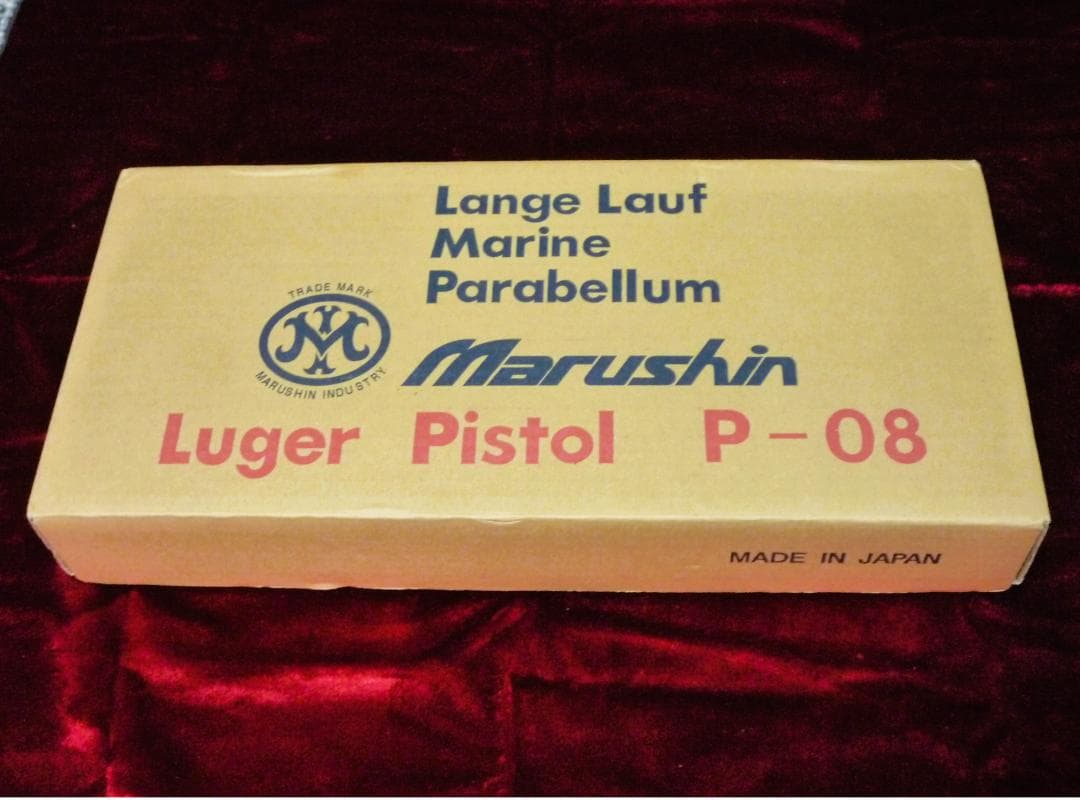 Lange Lauf
Marine
Parabellum
TRADE MARK
M
MARUSHIN INDUSTRY
Marushin
Luger Pistol P-08
MADE IN JAPAN